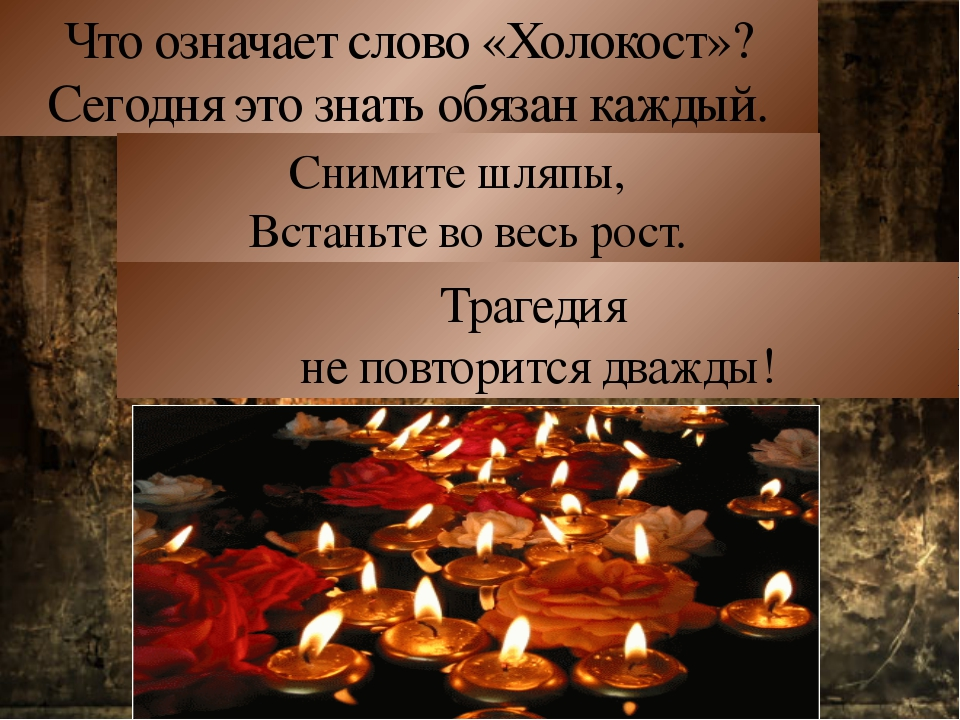 Что означает слово «Холокост»?
Сегодня это знать обязан каждый.
Снимите шляпы,
Встаньте во весь рост.
Трагедия
не повторится дважды!